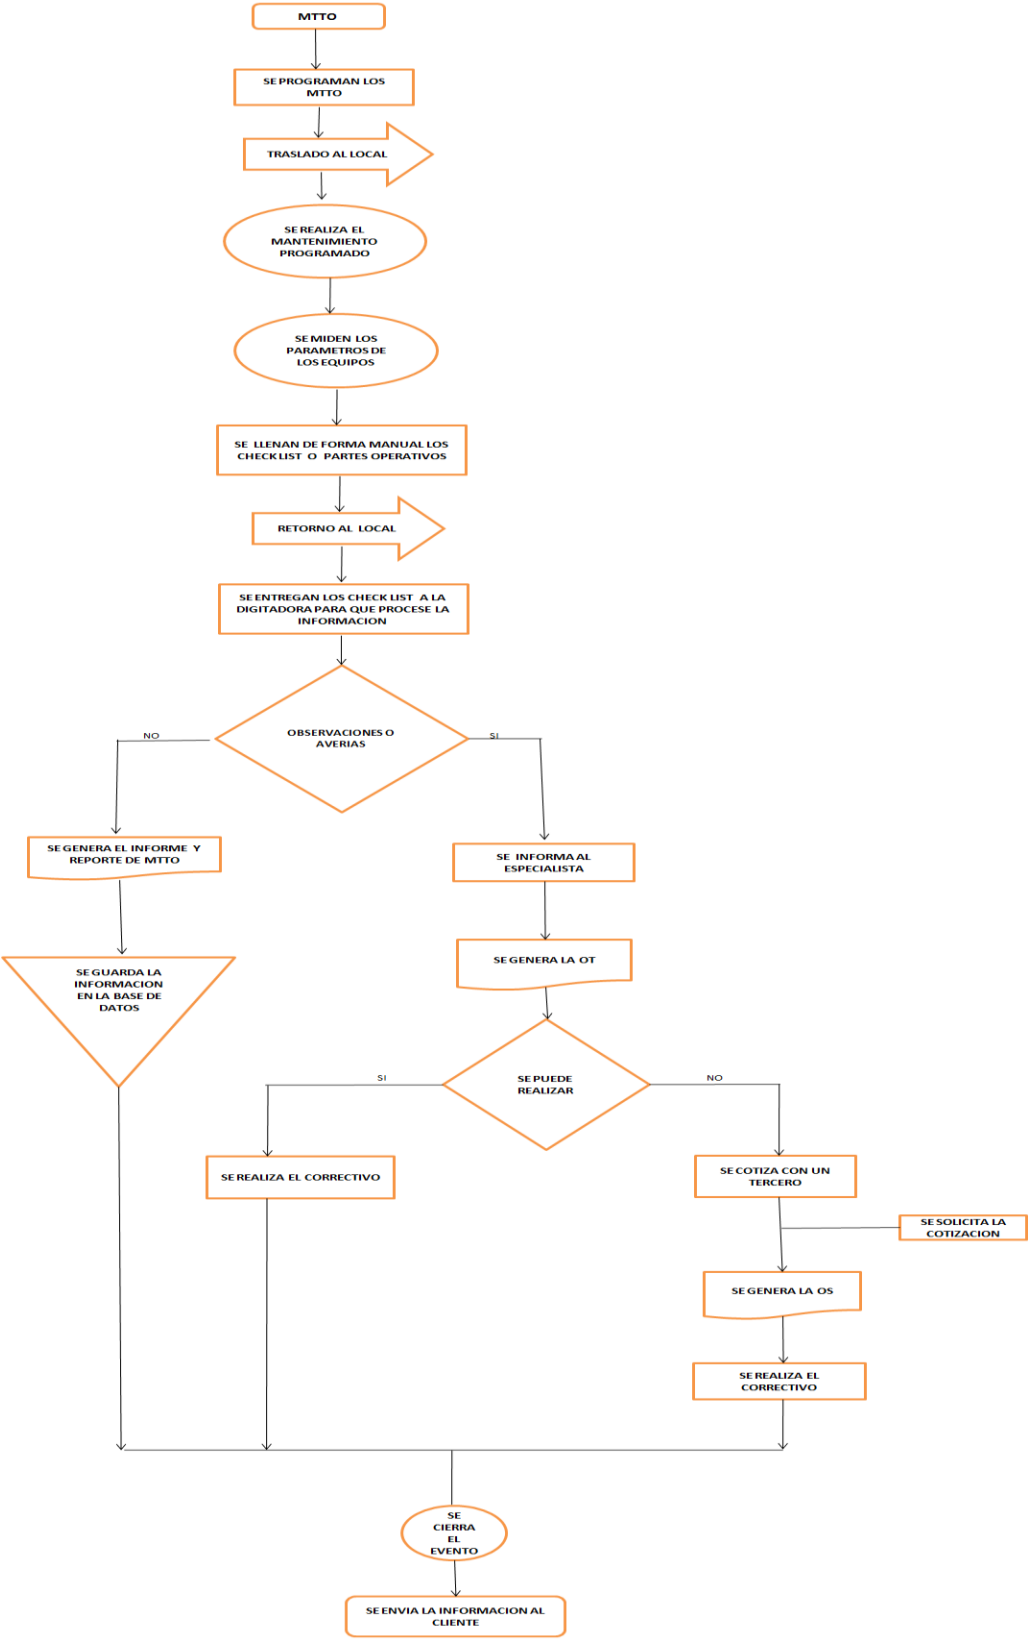 MTTO
SE PROGRAMAN LOS
MTTO
TRASLADO AL LOCAL
SE REALIZA EL
MANTENIMIENTO
PROGRAMADO
SE MIDEN LOS
PARAMETROS DE
LOS EQUIPOS
SE LLENAN DE FORMA MANUAL LOS
CHECK LIST O PARTES OPERATIVOS
RETORNO AL LOCAL
SE ENTREGAN LOS CHECK LIST A LA
DIGITADORA PARA QUE PROCESE LA
INFORMACION
OBSERVACIONES O
AVERIAS
NO
SI
SE GENERA EL INFORME Y
REPORTE DE MTTO
SE INFORMA AL
ESPECIALISTA
SE GUARDA LA
INFORMACION
EN LA BASE DE
DATOS
SE GENERA LA OT
SE PUEDE
REALIZAR
SI
NO
SE REALIZA EL CORRECTIVO
SE COTIZA CON UN
TERCERO
SE SOLICITA LA
COTIZACION
SE GENERA LA OS
SE REALIZA EL
CORRECTIVO
SE
CIERRA
EL
EVENTO
SE ENVIA LA INFORMACION AL
CLIENTE